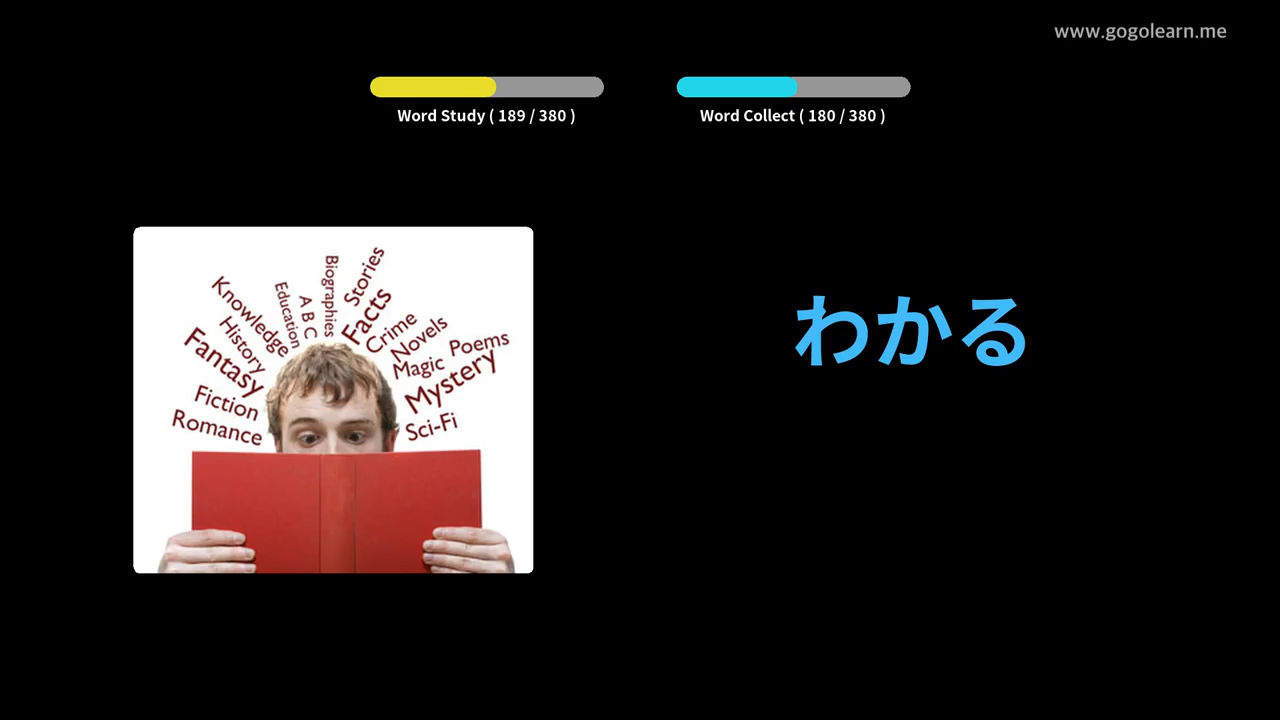 www.gogolearn.me
Word Study ( 189 / 380 )
Word Collect ( 180 / 380 )
Knowledge
Education
A B C
Biographies
Stories
History
Facts
Crime
Novels
Fantasy
Magic
Poems
Fiction
Mystery
Romance
Sci-Fi
わかる